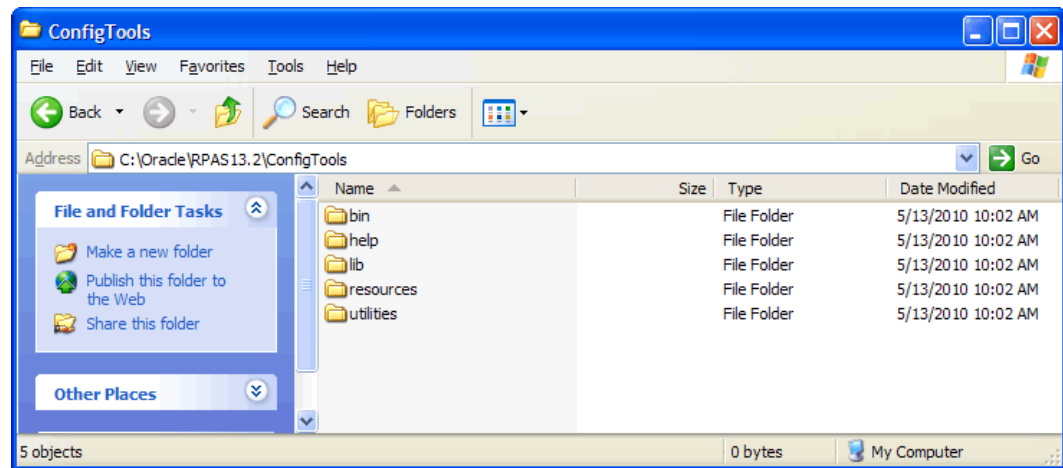 ConfigTools
File Edit View Favorites Tools Help
Back Search Folders
Address C:\Oracle\RPAS13.2\ConfigTools Go
File and Folder Tasks
Make a new folder
Publish this folder to
the Web
Share this folder
Other Places
Name Size Type Date Modified
bin File Folder 5/13/2010 10:02 AM
help File Folder 5/13/2010 10:02 AM
lib File Folder 5/13/2010 10:02 AM
resources File Folder 5/13/2010 10:02 AM
utilities File Folder 5/13/2010 10:02 AM
5 objects 0 bytes My Computer